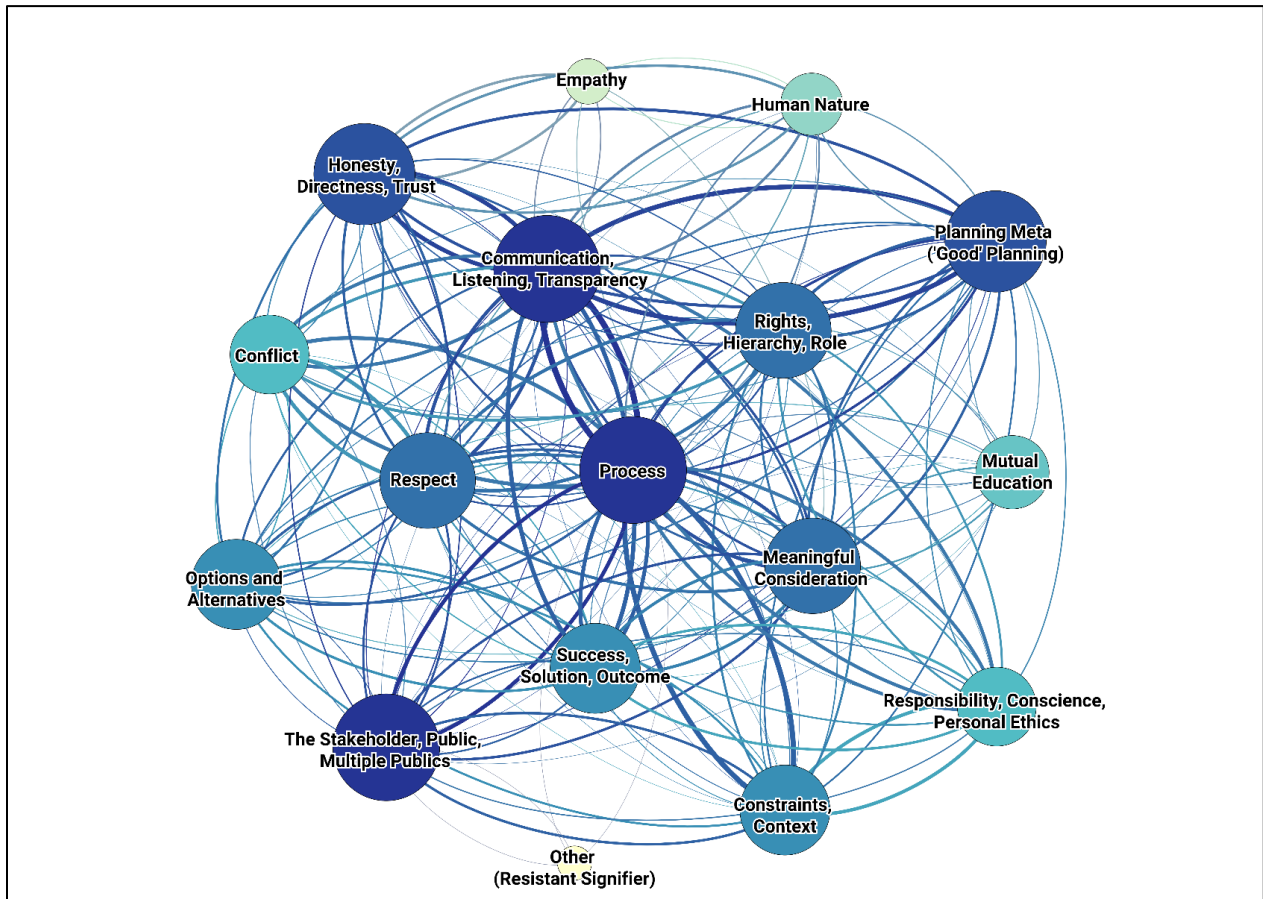 Empathy
Human Nature
Honesty,
Directness, Trust
Planning Meta
('Good' Planning)
Communication,
Listening, Transparency
Rights,
Hierarchy, Role
Conflict
Process
Respect
Mutual
Education
Meaningful
Consideration
Options and
Alternatives
Success,
Solution, Outcome
Responsibility, Conscience,
Personal Ethics
The Stakeholder, Public,
Multiple Publics
Constraints,
Context
Other
(Resistant Signifier)